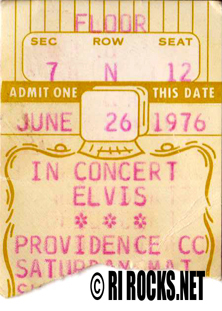 FLOOR
SEC ROW SEAT
7 N 12
ADMIT ONE THIS DATE
JUNE 26 1976
IN CONCERT
ELVIS
* * *
PROVIDENCE CC
SATURDAY MAT
© RI ROCKS.NET